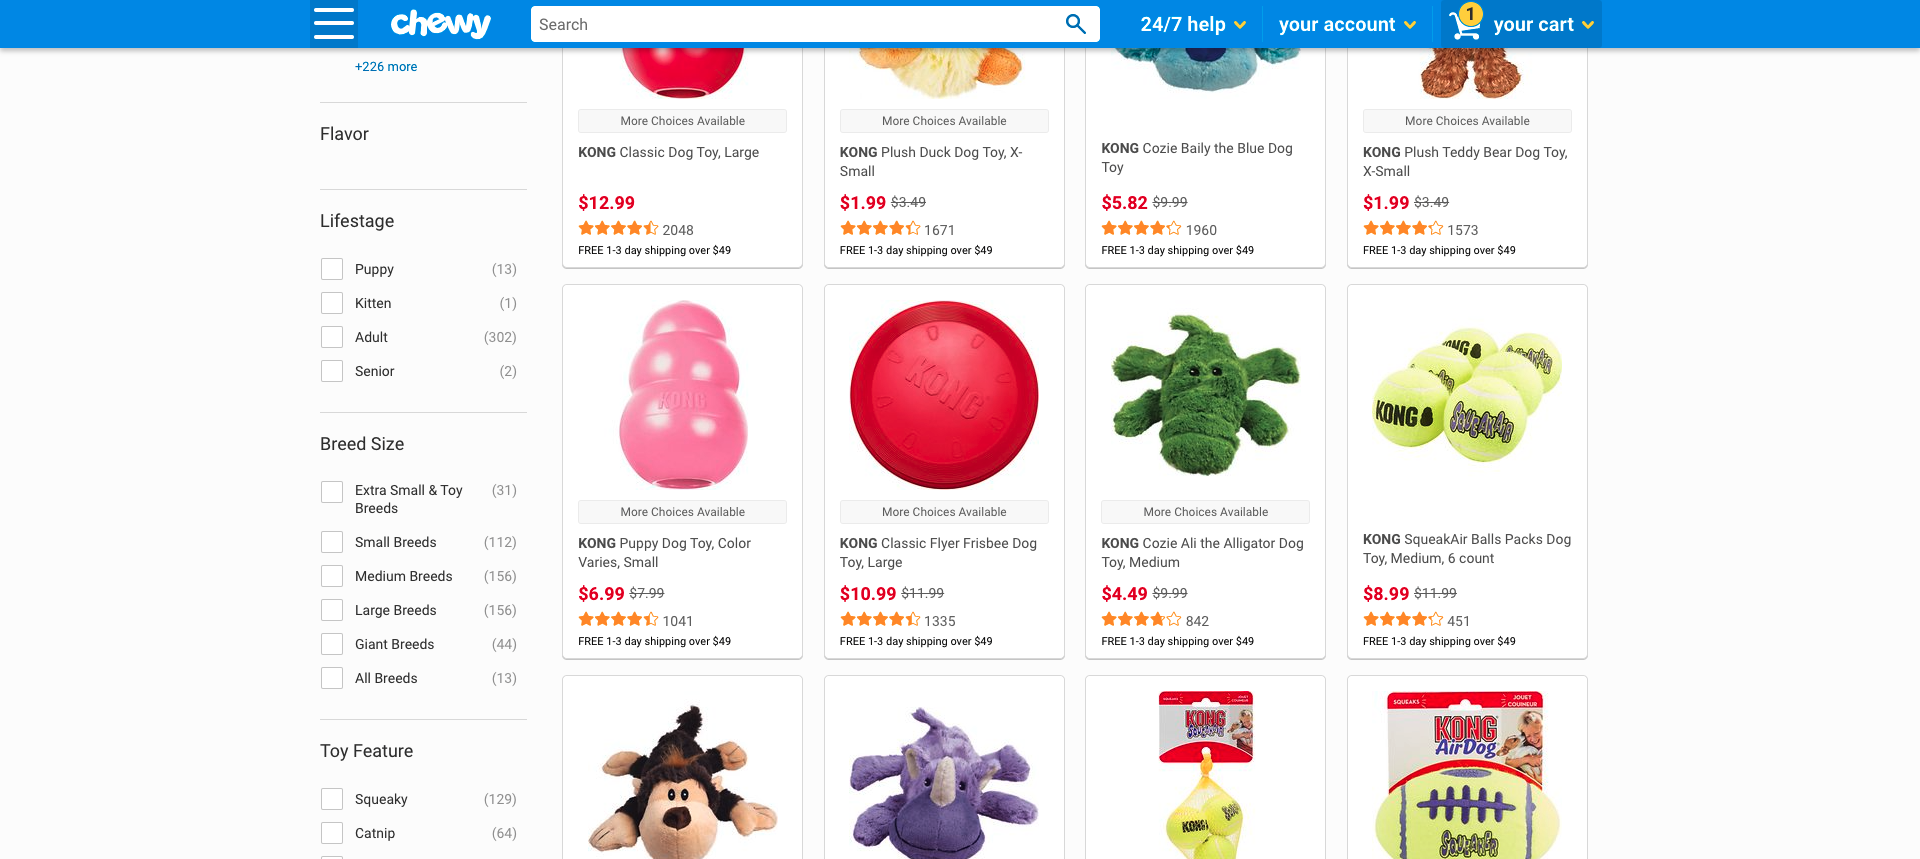 chewy
Search
24/7 help
your account
1
your cart
+226 more
Flavor
Lifestage
Puppy (13)
Kitten (1)
Adult (302)
Senior (2)
Breed Size
Extra Small & Toy Breeds (31)
Small Breeds (112)
Medium Breeds (156)
Large Breeds (156)
Giant Breeds (44)
All Breeds (13)
Toy Feature
Squeaky (129)
Catnip (64)
More Choices Available
KONG Classic Dog Toy, Large
$12.99
2048
FREE 1-3 day shipping over $49
More Choices Available
KONG Plush Duck Dog Toy, X-
Small
$1.99 $3.49
1671
FREE 1-3 day shipping over $49
KONG Cozie Baily the Blue Dog
Toy
$5.82 $9.99
1960
FREE 1-3 day shipping over $49
More Choices Available
KONG Plush Teddy Bear Dog Toy,
X-Small
$1.99 $3.49
1573
FREE 1-3 day shipping over $49
KONG
More Choices Available
KONG Puppy Dog Toy, Color
Varies, Small
$6.99 $7.99
1041
FREE 1-3 day shipping over $49
KONG
More Choices Available
KONG Classic Flyer Frisbee Dog
Toy, Large
$10.99 $11.99
1335
FREE 1-3 day shipping over $49
More Choices Available
KONG Cozie Ali the Alligator Dog
Toy, Medium
$4.49 $9.99
842
FREE 1-3 day shipping over $49
KONG
SQUEAKAIR
KONG
SQUEAKAIR
KONG SqueakAir Balls Packs Dog
Toy, Medium, 6 count
$8.99 $11.99
451
FREE 1-3 day shipping over $49
KONG
KONG
SQUEAKS
JOUET
COUINEUR
KONG
AirDog
SQUEAKAIR